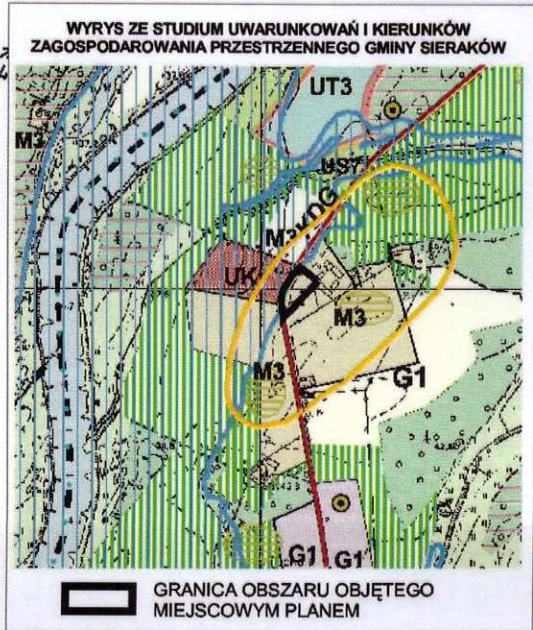 WYRYS ZE STUDIUM UWARUNKOWAŃ I KIERUNKÓW
ZAGOSPODAROWANIA PRZESTRZENNEGO GMINY SIERAKÓW
UT3
M3
US7
KDG
M3
UK
M3
G1
M3
G1 G1
GRANICA OBSZARU OBJĘTEGO
MIEJSCOWYM PLANEM